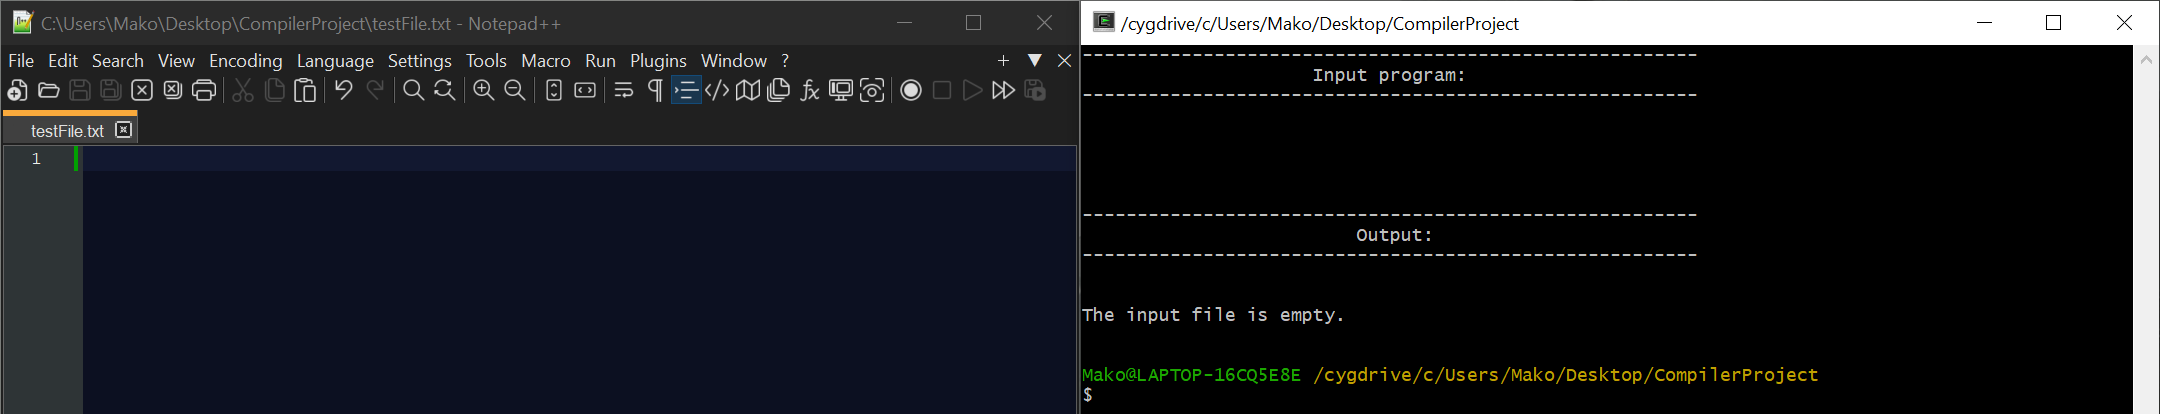 C:\Users\Mako\Desktop\CompilerProject\testFile.txt - Notepad++
File Edit Search View Encoding Language Settings Tools Macro Run Plugins Window ?
testFile.txt
1
/cygdrive/c/Users/Mako/Desktop/CompilerProject
--------------------------------------------------------
Input program:
--------------------------------------------------------
--------------------------------------------------------
Output:
--------------------------------------------------------
The input file is empty.
Mako@LAPTOP-16CQ5E8E /cygdrive/c/Users/Mako/Desktop/CompilerProject
$